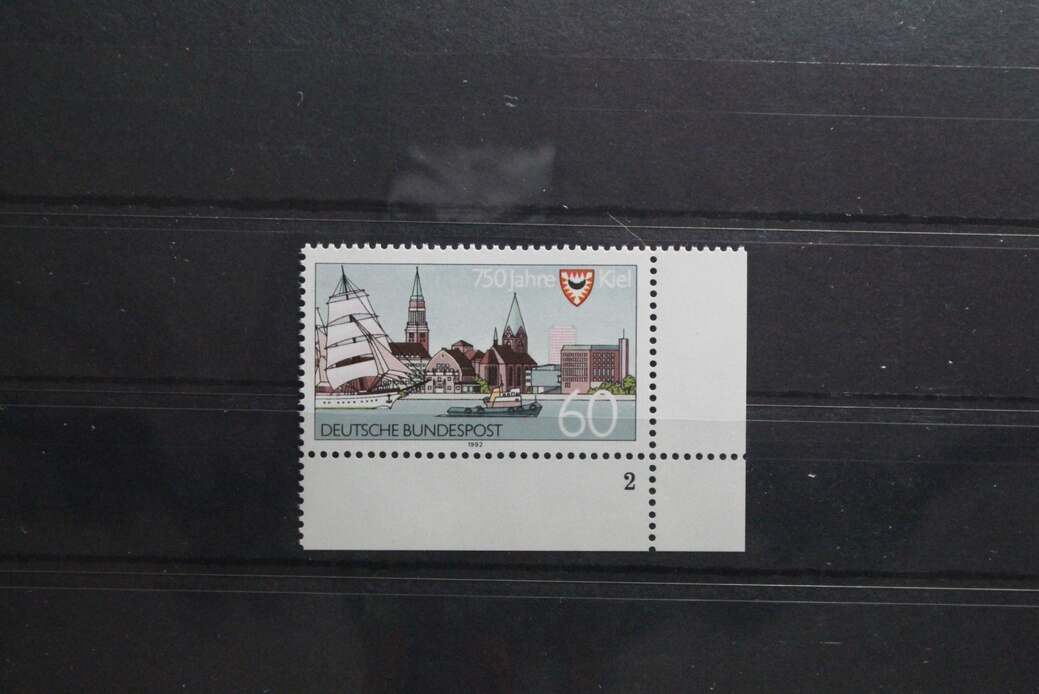 750 Jahre Kiel
60
DEUTSCHE BUNDESPOST
1992
2